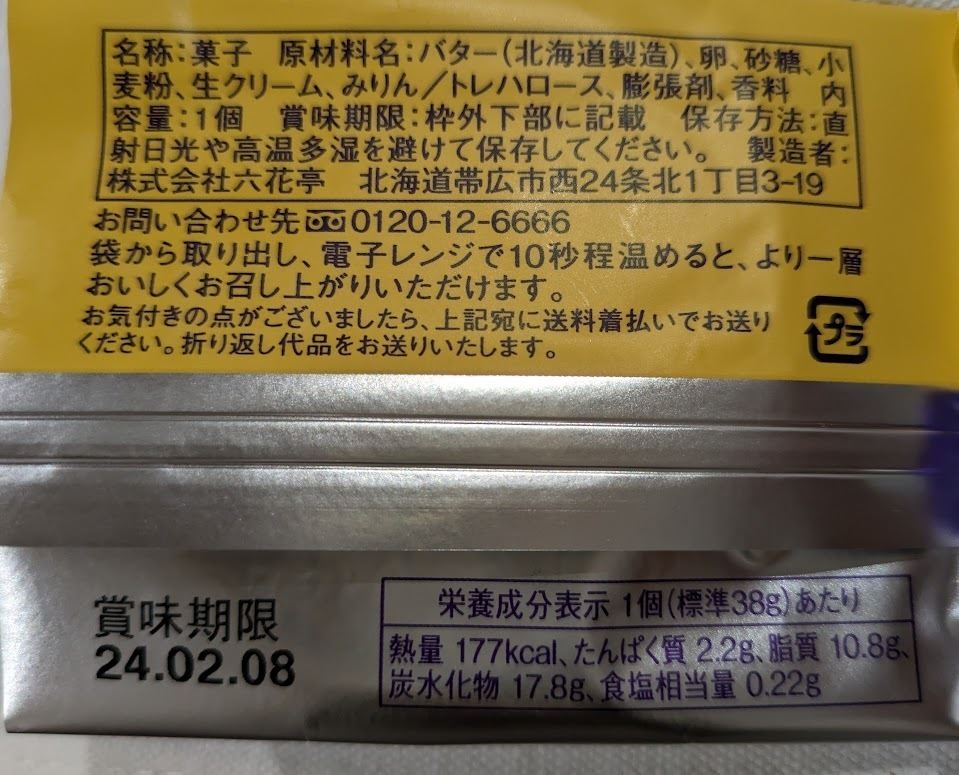 名称:菓子　原材料名:バター(北海道製造)、卵、砂糖、小
麦粉、生クリーム、みりん/トレハロース、膨張剤、香料　内
容量:1個　賞味期限:枠外下部に記載　保存方法:直
射日光や高温多湿を避けて保存してください。　製造者:
株式会社六花亭　北海道帯広市西24条北1丁目3-19
お問い合わせ先 0120-12-6666
袋から取り出し、電子レンジで10秒程温めると、より一層
おいしくお召し上がりいただけます。
お気付きの点がございましたら、上記宛に送料着払いでお送り
ください。折り返し代品をお送りいたします。
プラ
賞味期限
24.02.08
栄養成分表示 1個(標準38g)あたり
熱量 177kcal、たんぱく質 2.2g、脂質 10.8g、
炭水化物 17.8g、食塩相当量 0.22g